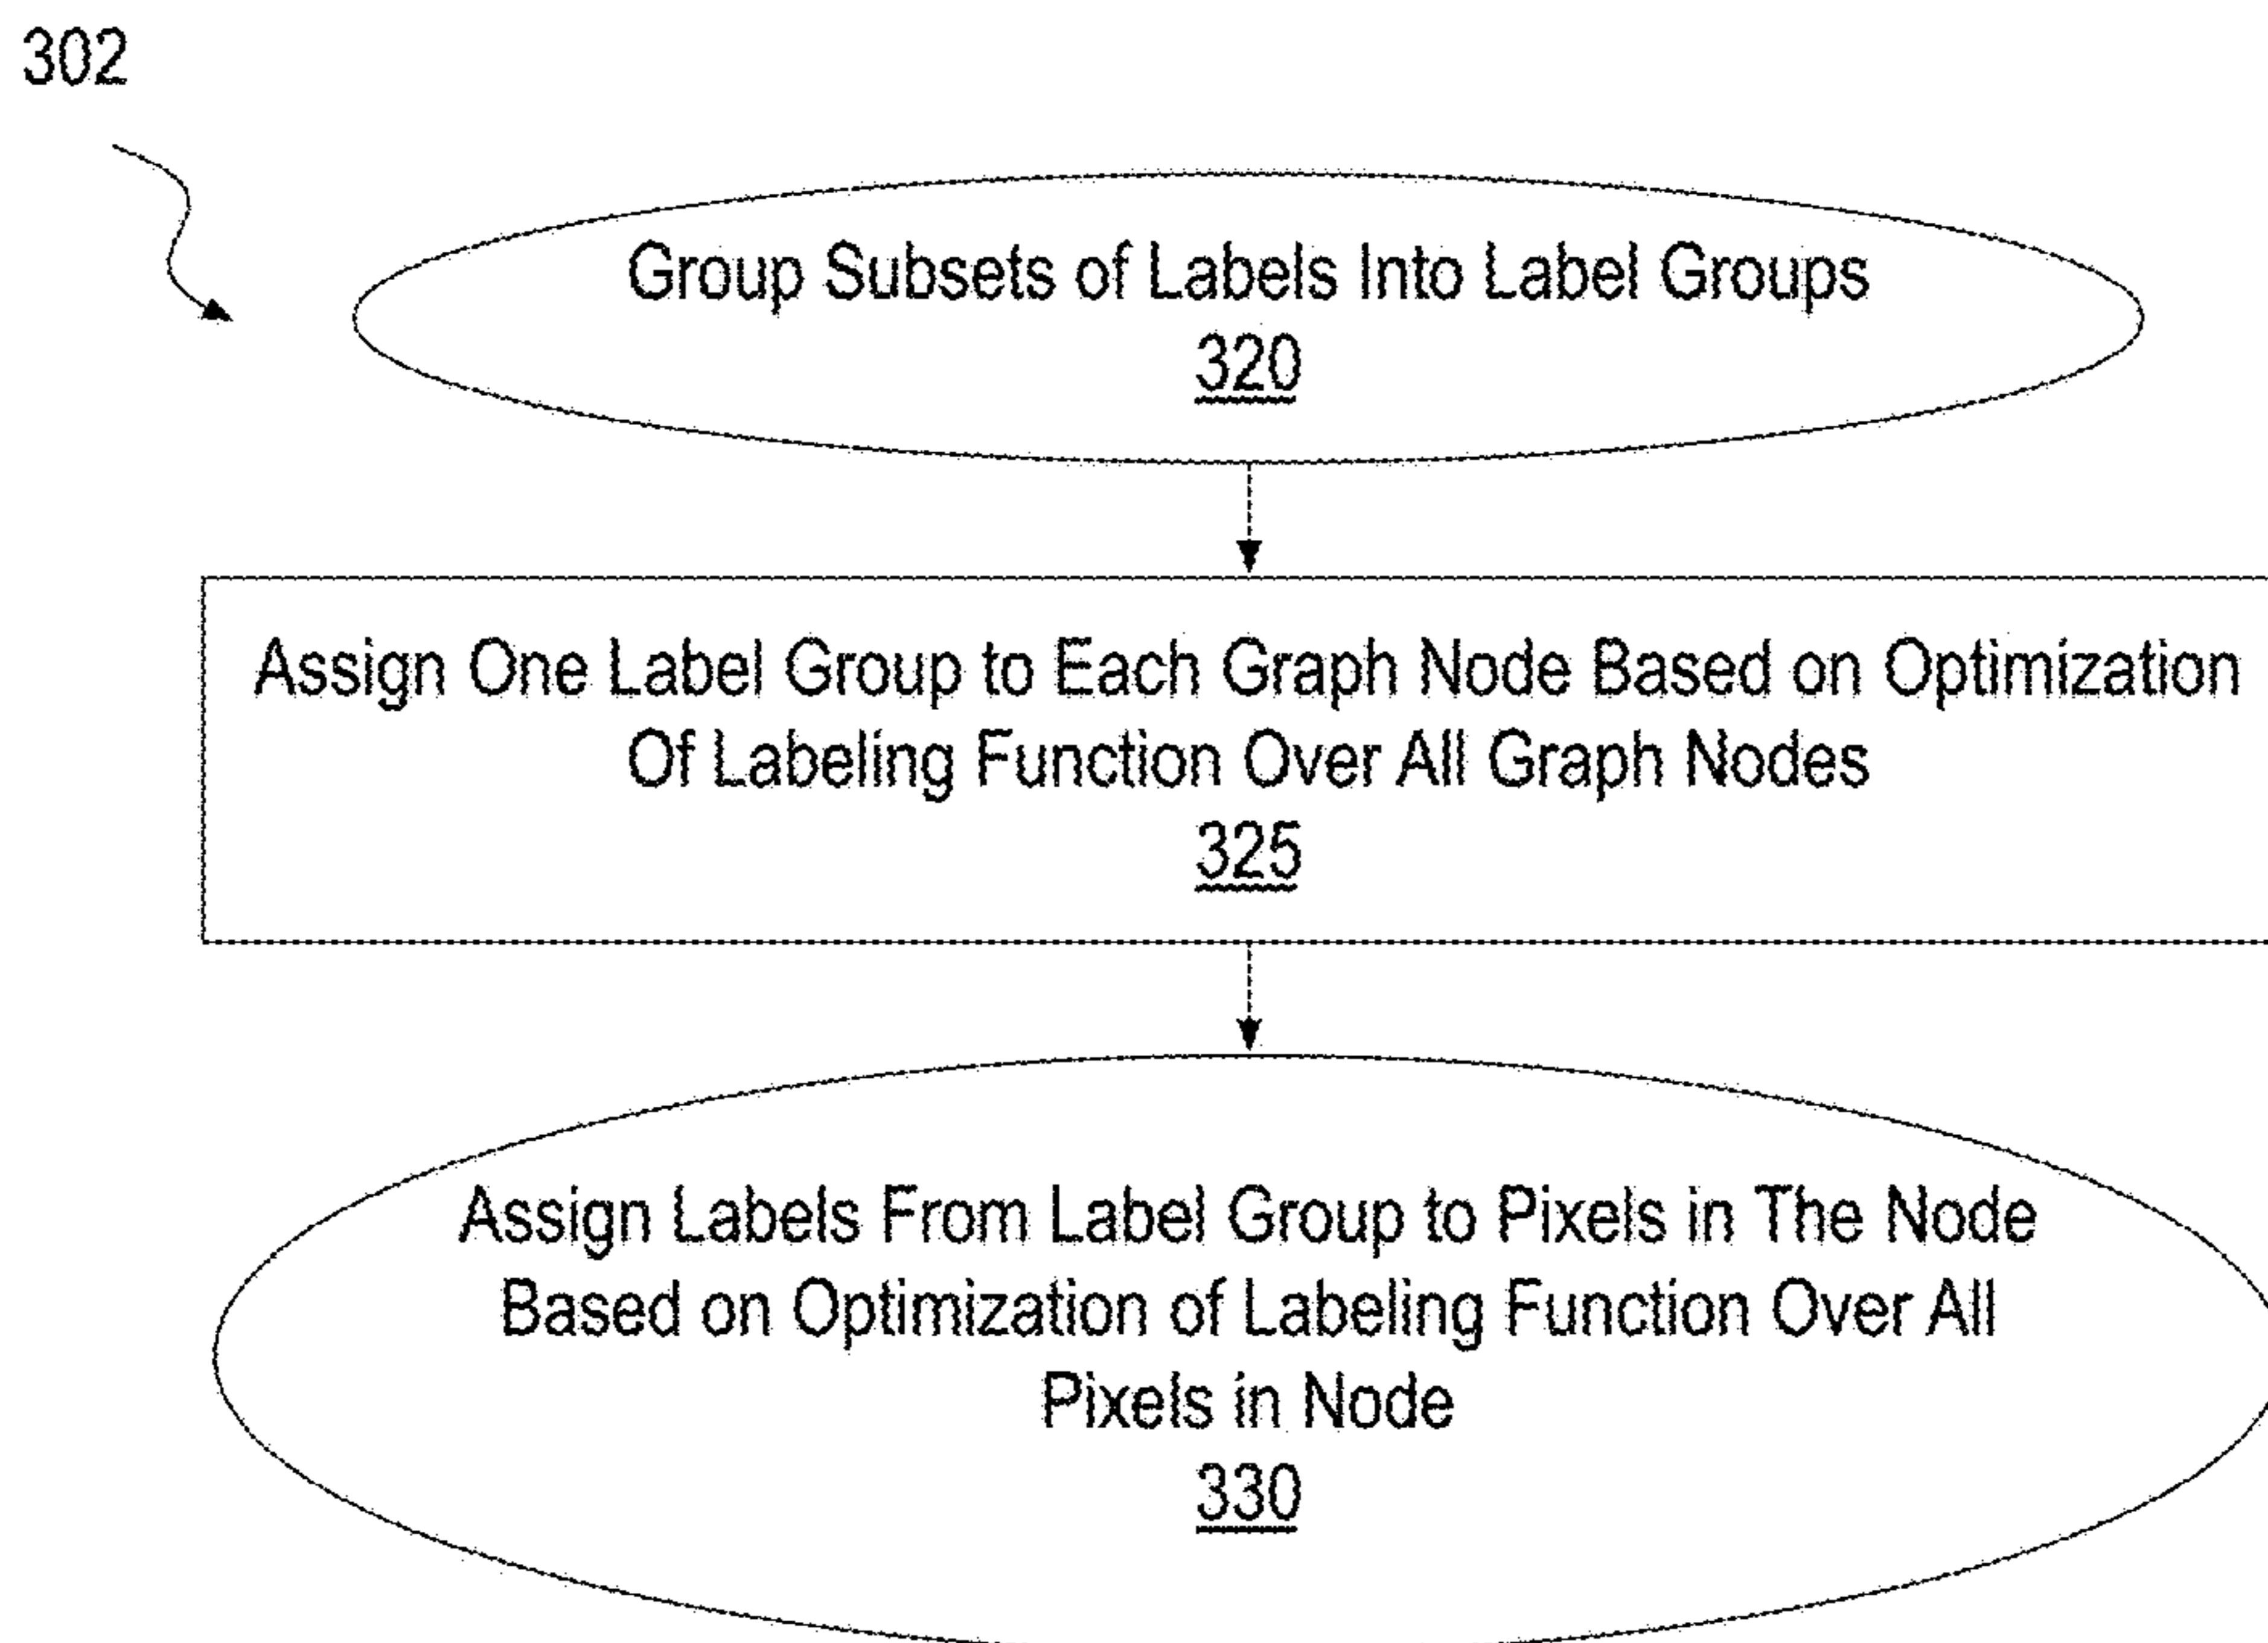 302
Group Subsets of Labels Into Label Groups
320
Assign One Label Group to Each Graph Node Based on Optimization
Of Labeling Function Over All Graph Nodes
325
Assign Labels From Label Group to Pixels in The Node
Based on Optimization of Labeling Function Over All
Pixels in Node
330